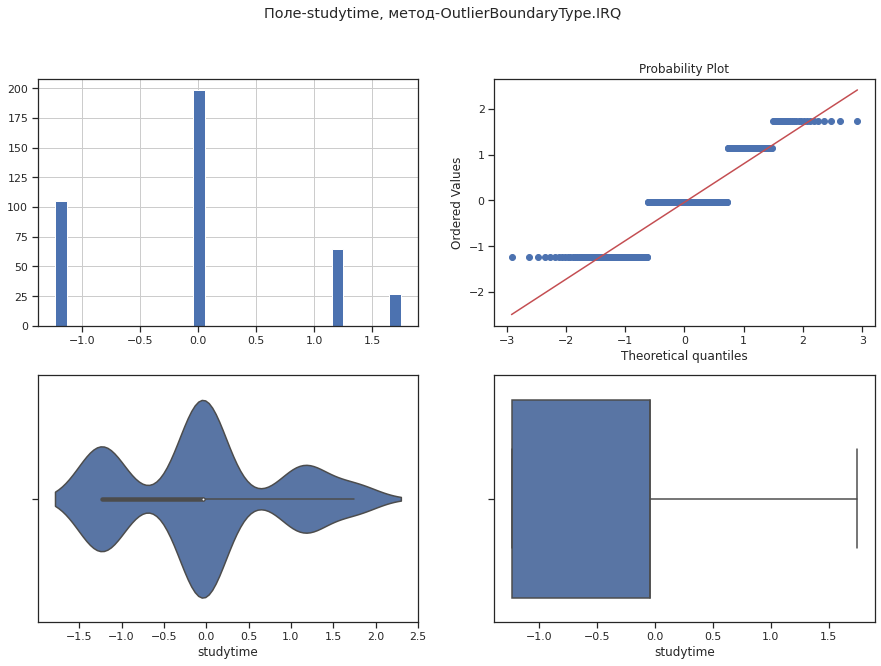 Поле-studytime, метод-OutlierBoundaryType.IRQ
Probability Plot
200
175
150
125
100
75
50
25
0
−1.0 −0.5 0.0 0.5 1.0 1.5
Ordered Values
2
1
0
−1
−2
−3 −2 −1 0 1 2 3
Theoretical quantiles
−1.5 −1.0 −0.5 0.0 0.5 1.0 1.5 2.0 2.5
studytime
−1.0 −0.5 0.0 0.5 1.0 1.5
studytime